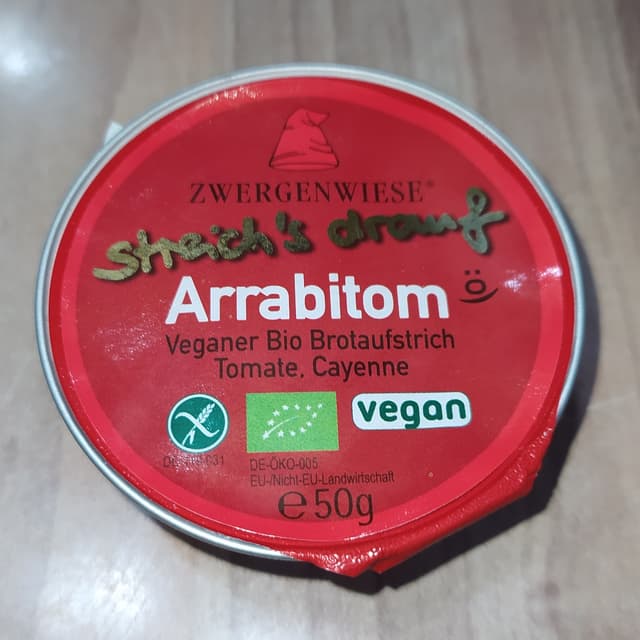 ZWERGENWIESE®
streich's drauf
Arrabitom
Veganer Bio Brotaufstrich
Tomate, Cayenne
vegan
DE-ÖKO-005
EU-/Nicht-EU-Landwirtschaft
e 50g